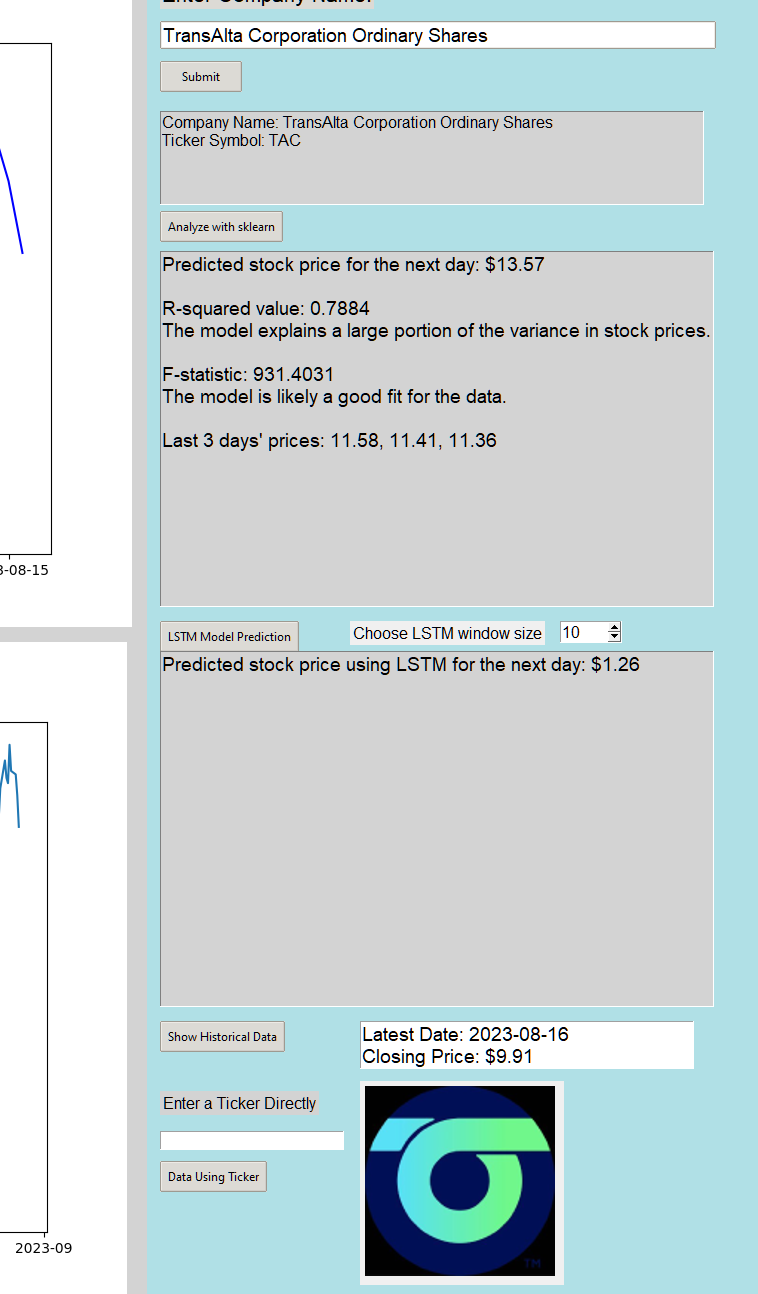 Enter Company Name:
TransAlta Corporation Ordinary Shares
Submit
Company Name: TransAlta Corporation Ordinary Shares
Ticker Symbol: TAC
Analyze with sklearn
Predicted stock price for the next day: $13.57
R-squared value: 0.7884
The model explains a large portion of the variance in stock prices.
F-statistic: 931.4031
The model is likely a good fit for the data.
Last 3 days' prices: 11.58, 11.41, 11.36
3-08-15
LSTM Model Prediction
Choose LSTM window size
10
Predicted stock price using LSTM for the next day: $1.26
Show Historical Data
Latest Date: 2023-08-16
Closing Price: $9.91
Enter a Ticker Directly
Data Using Ticker
2023-09
TM